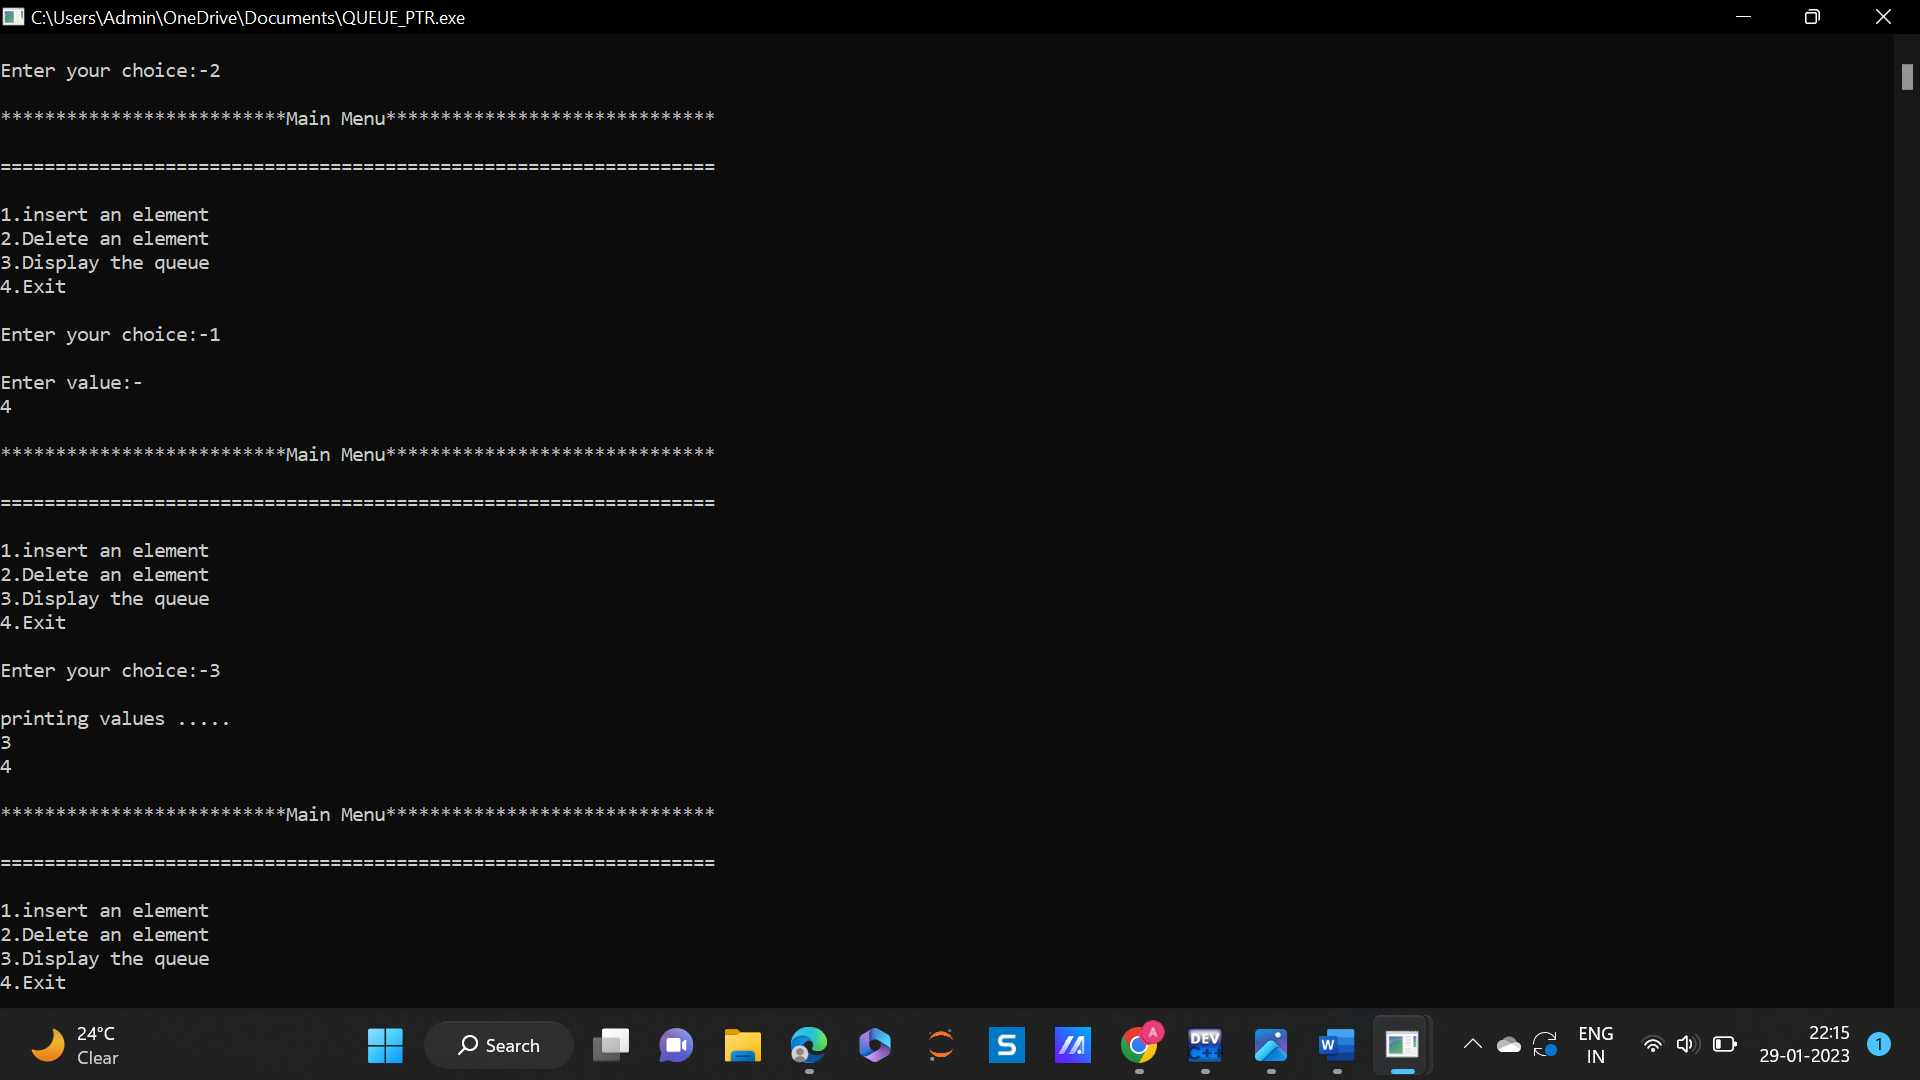 C:\Users\Admin\OneDrive\Documents\QUEUE_PTR.exe
Enter your choice:-2
**************************Main Menu******************************
=================================================================
1.insert an element
2.Delete an element
3.Display the queue
4.Exit
Enter your choice:-1
Enter value:-
4
**************************Main Menu******************************
=================================================================
1.insert an element
2.Delete an element
3.Display the queue
4.Exit
Enter your choice:-3
printing values .....
3
4
**************************Main Menu******************************
=================================================================
1.insert an element
2.Delete an element
3.Display the queue
4.Exit
24°C
Clear
Search
S
A
DEV
C++
W
ENG
IN
22:15
29-01-2023
1